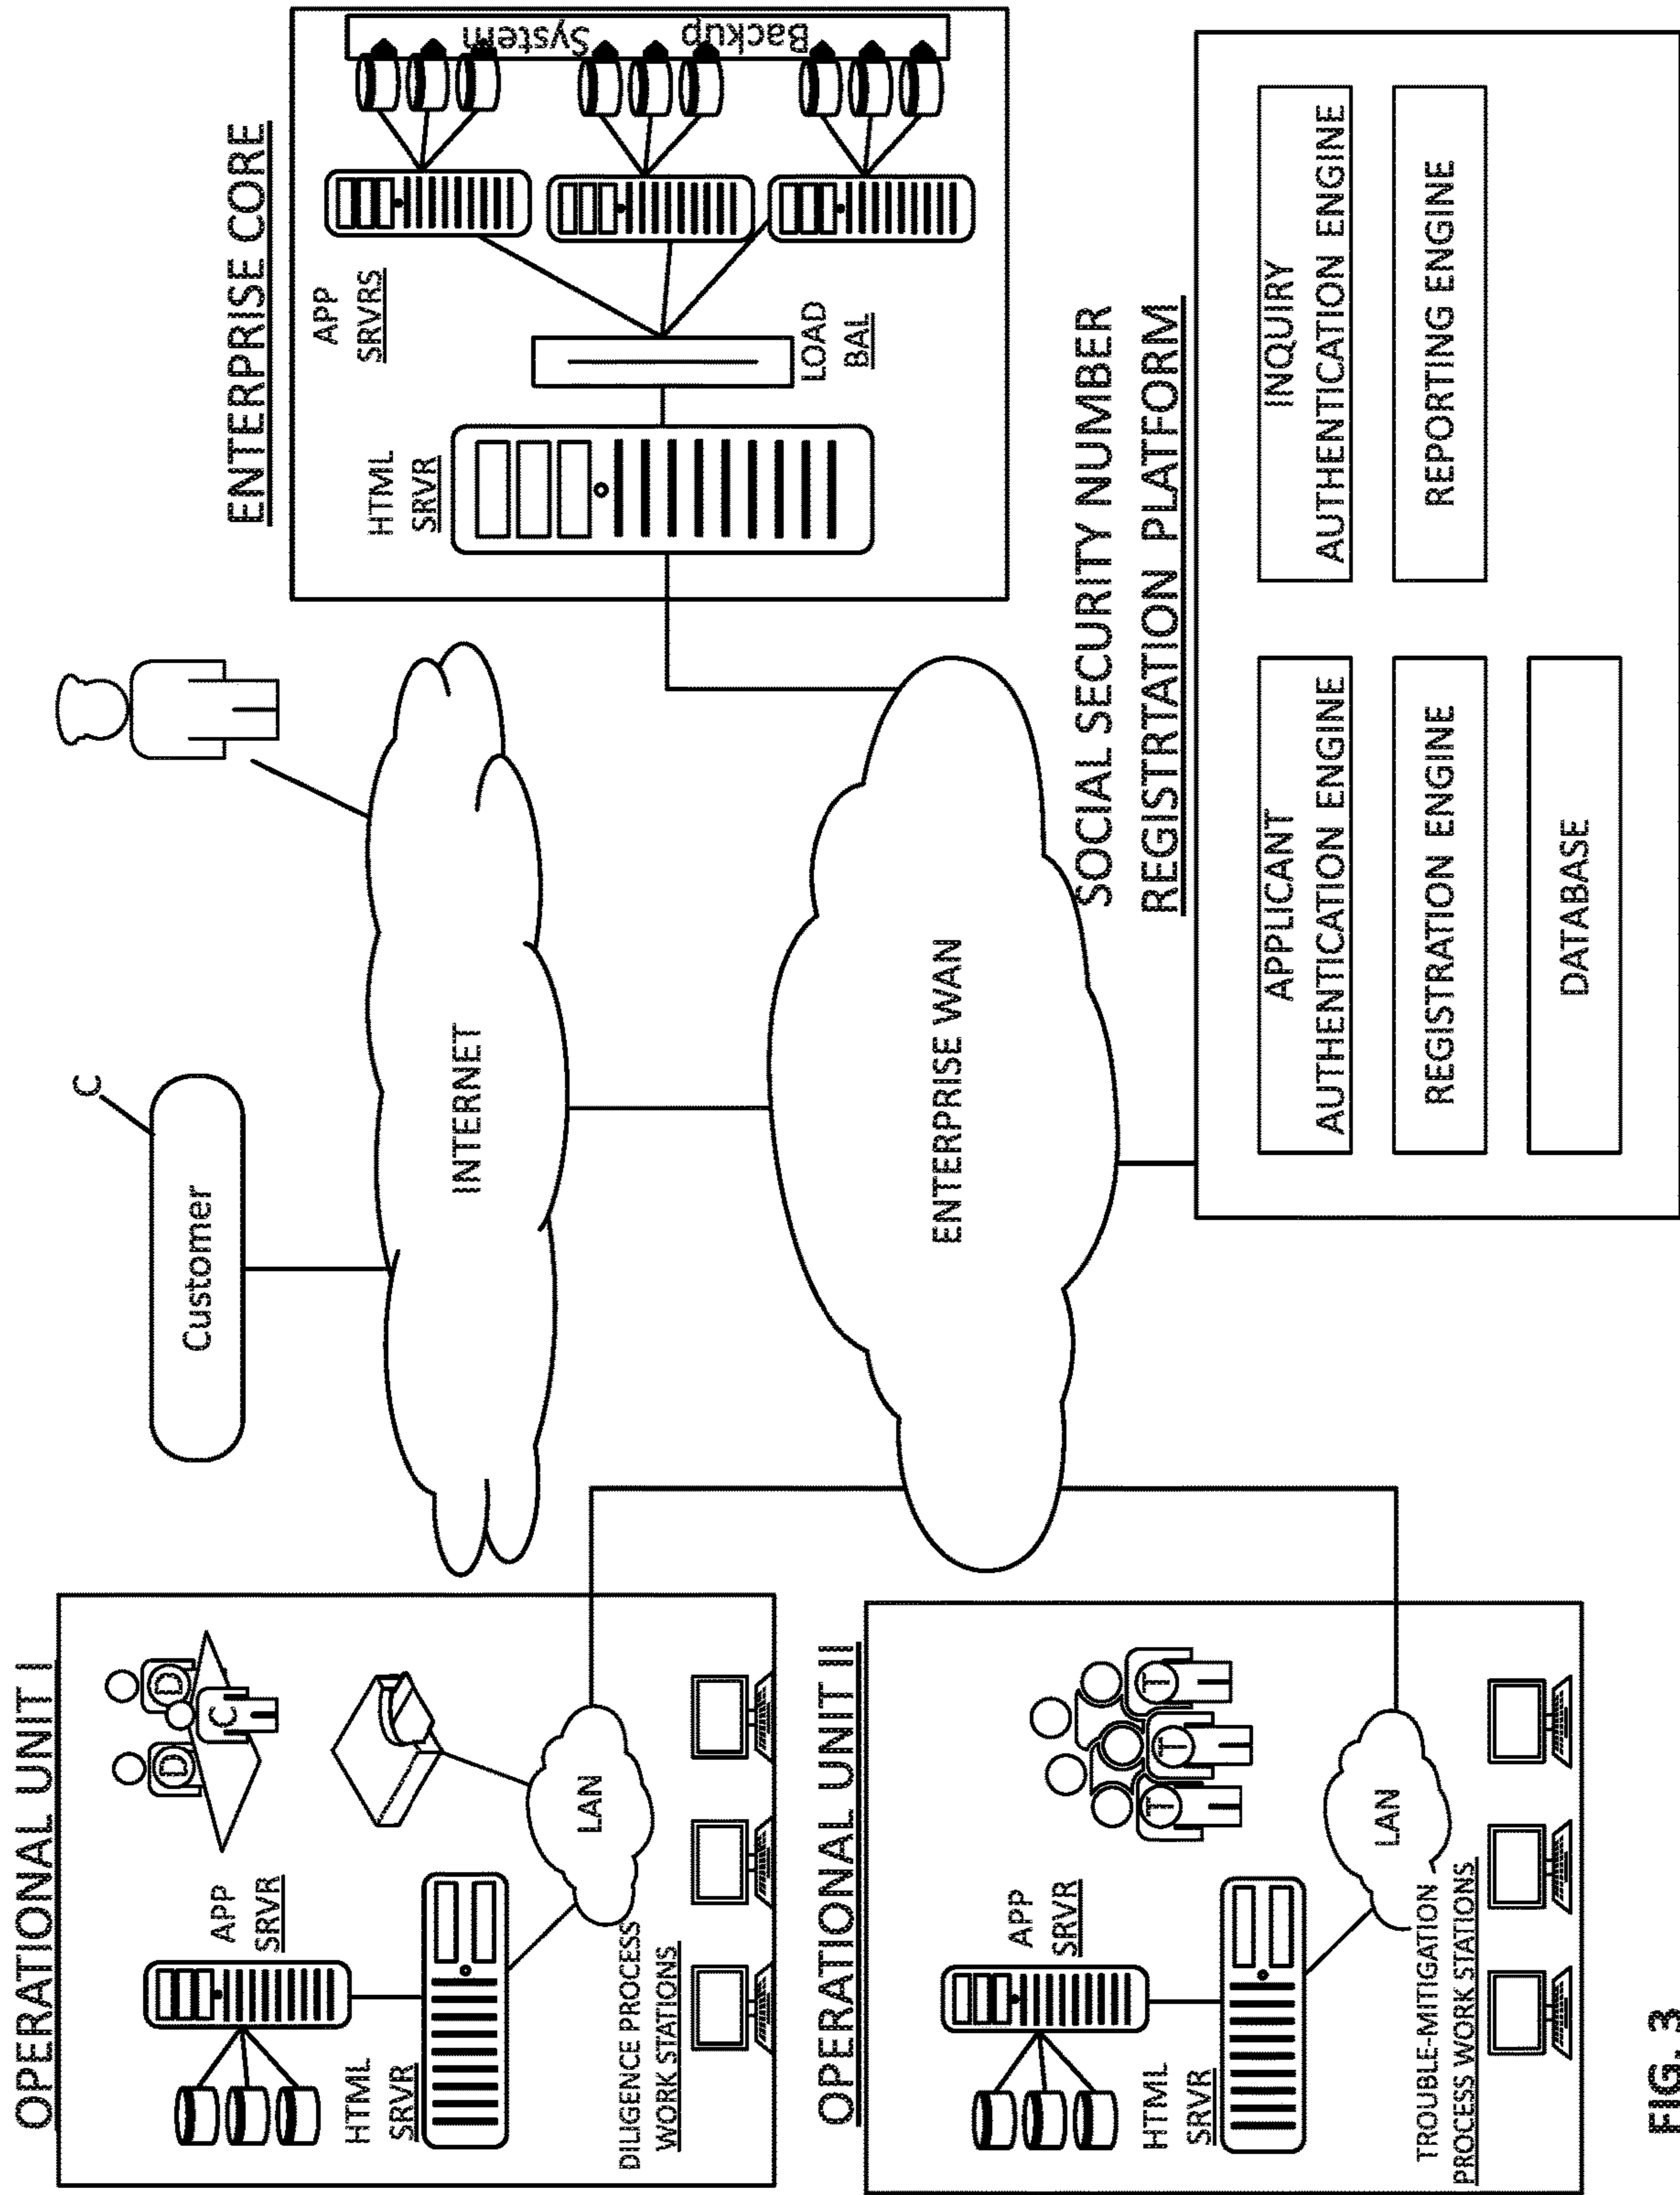 OPERATIONAL UNIT I
APP
SRVR
D
D
C
HTML
SRVR
LAN
DILIGENCE PROCESS
WORK STATIONS
Customer
C
INTERNET
ENTERPRISE CORE
HTML
SRVR
APP
SRVRS
LOAD
BAL
Backup System
OPERATIONAL UNIT II
APP
SRVR
T
T
T
HTML
SRVR
LAN
TROUBLE-MITIGATION
PROCESS WORK STATIONS
ENTERPRISE WAN
SOCIAL SECURITY NUMBER
REGISTRTATION PLATFORM
APPLICANT
AUTHENTICATION ENGINE
INQUIRY
AUTHENTICATION ENGINE
REGISTRATION ENGINE
REPORTING ENGINE
DATABASE
FIG. 3